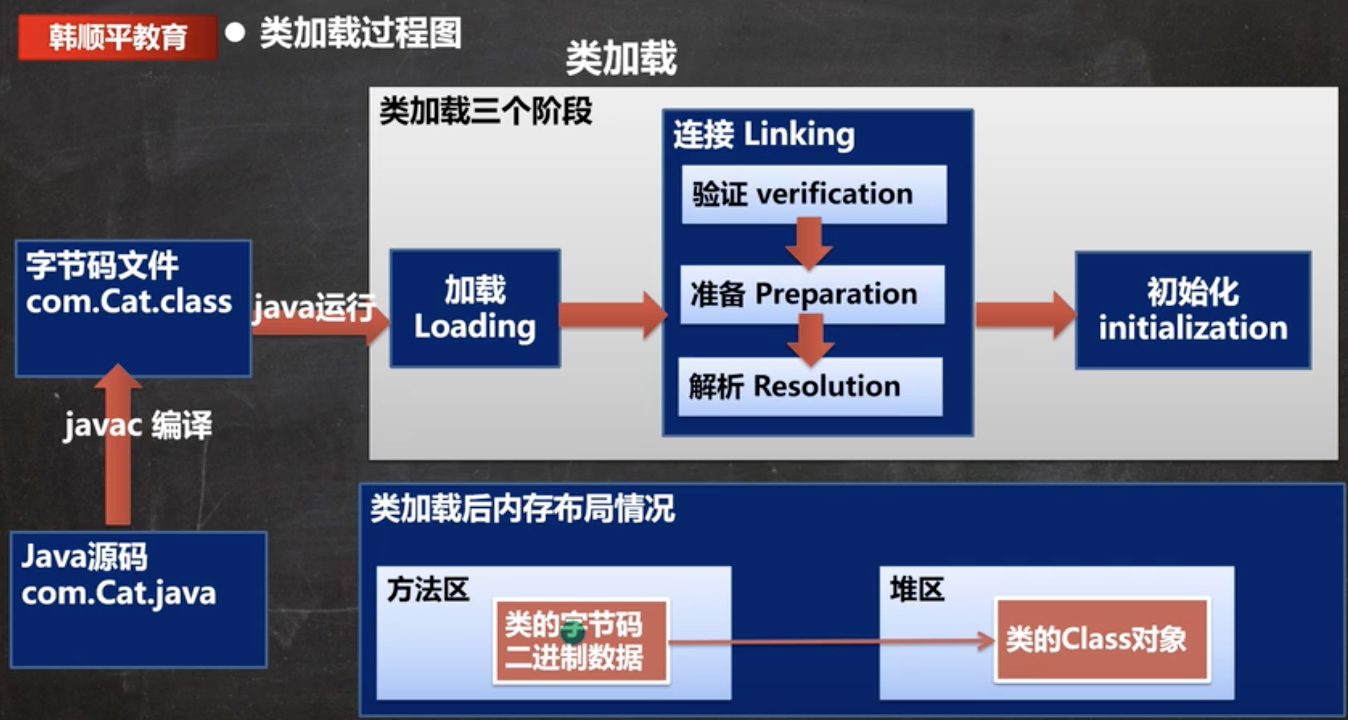 韩顺平教育
● 类加载过程图
类加载
类加载三个阶段
连接 Linking
验证 verification
准备 Preparation
解析 Resolution
字节码文件
com.Cat.class
java运行
加载
Loading
初始化
initialization
javac 编译
Java源码
com.Cat.java
类加载后内存布局情况
方法区
类的字节码
二进制数据
堆区
类的Class对象